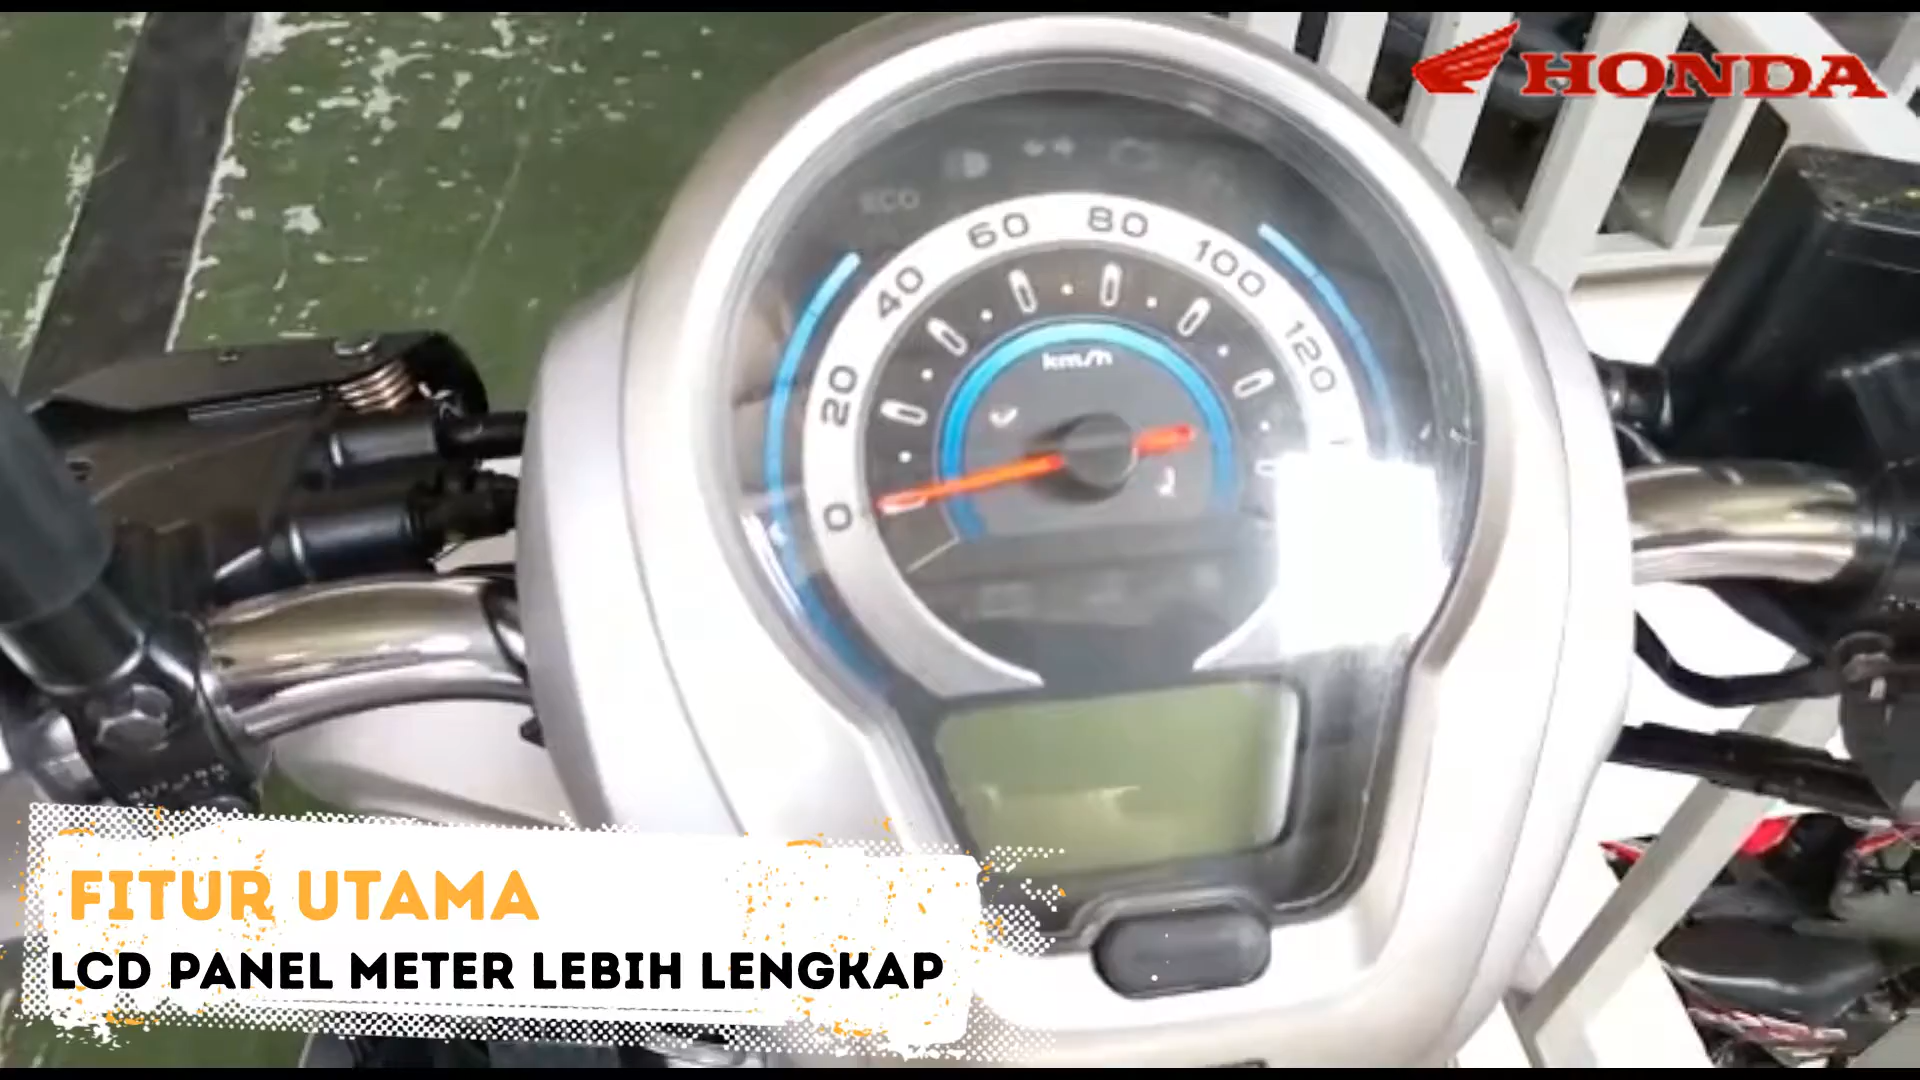 HONDA
ECO
0
20
40
60
80
100
120
km/h
FITUR UTAMA
LCD PANEL METER LEBIH LENGKAP